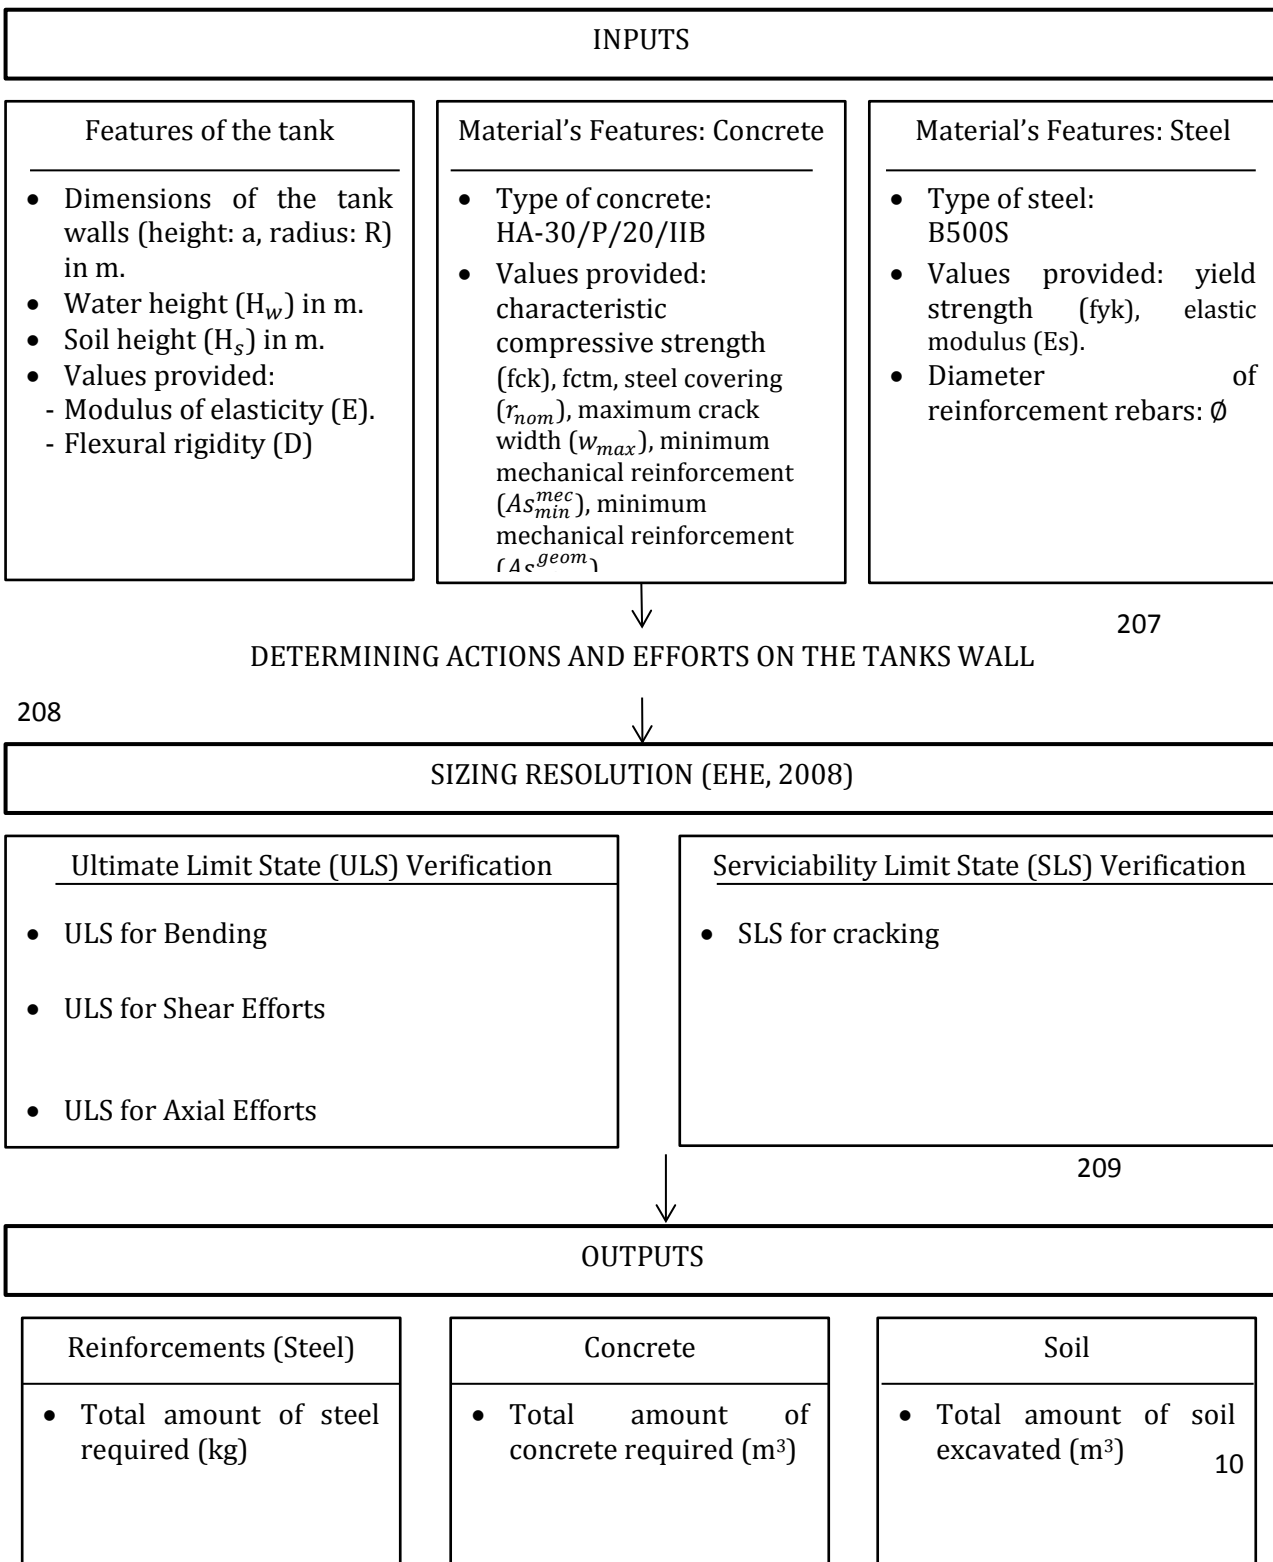 INPUTS
Features of the tank
• Dimensions of the tank
walls (height: a, radius: R)
in m.
• Water height (H_w) in m.
• Soil height (H_s) in m.
• Values provided:
- Modulus of elasticity (E).
- Flexural rigidity (D)
Material’s Features: Concrete
• Type of concrete:
HA-30/P/20/IIB
• Values provided:
characteristic
compressive strength
(fck), fctm, steel covering
(r_nom), maximum crack
width (w_max), minimum
mechanical reinforcement
(As_min^mec), minimum
mechanical reinforcement
(As^geom)
Material’s Features: Steel
• Type of steel:
B500S
• Values provided: yield
strength (fyk), elastic
modulus (Es).
• Diameter of
reinforcement rebars: Ø
207
DETERMINING ACTIONS AND EFFORTS ON THE TANKS WALL
208
SIZING RESOLUTION (EHE, 2008)
Ultimate Limit State (ULS) Verification
• ULS for Bending
• ULS for Shear Efforts
• ULS for Axial Efforts
Serviciability Limit State (SLS) Verification
• SLS for cracking
209
OUTPUTS
Reinforcements (Steel)
• Total amount of steel
required (kg)
Concrete
• Total amount of
concrete required (m³)
Soil
• Total amount of soil
excavated (m³)
10